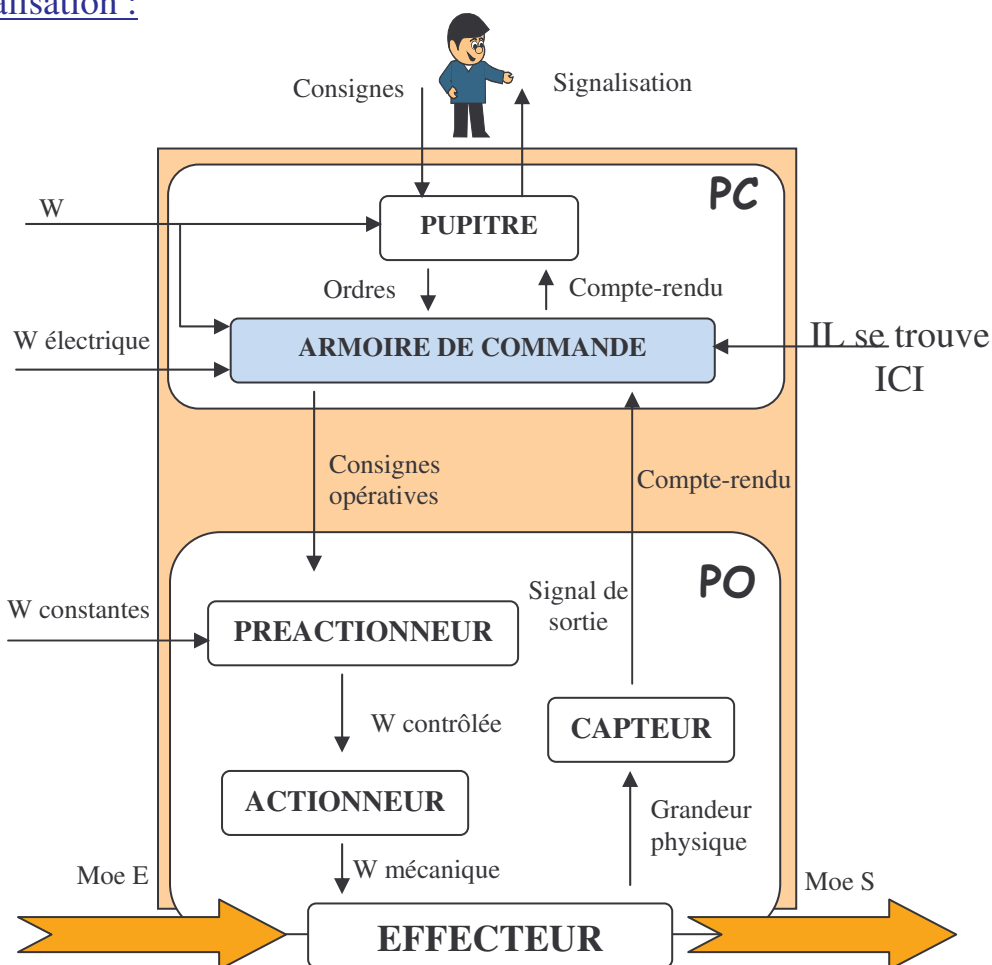 alisation :
Consignes
Signalisation
PC
W
PUPITRE
Ordres
Compte-rendu
W électrique
ARMOIRE DE COMMANDE
IL se trouve
ICI
Consignes
opératives
Compte-rendu
PO
Signal de
sortie
W constantes
PREACTIONNEUR
W contrôlée
CAPTEUR
ACTIONNEUR
Grandeur
physique
W mécanique
Moe E
Moe S
EFFECTEUR